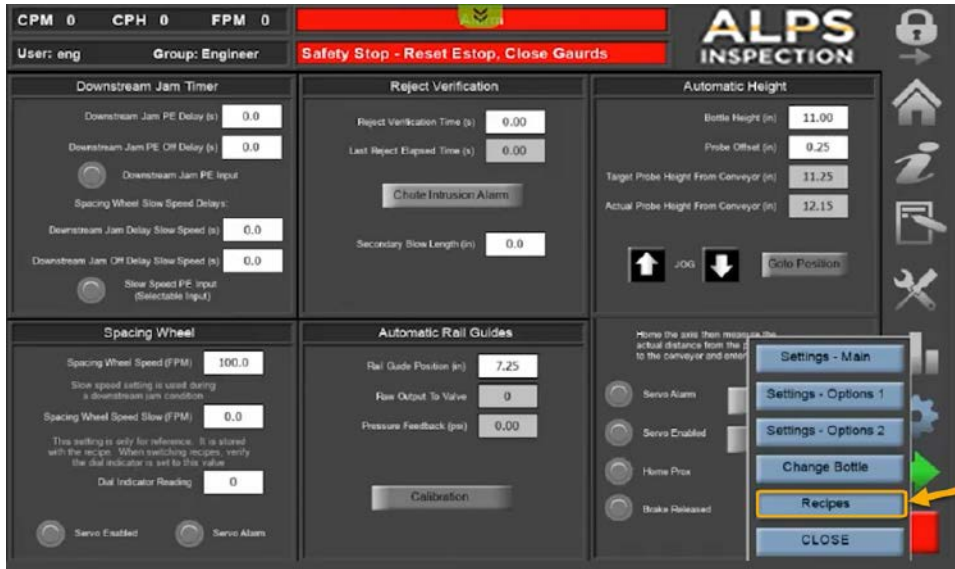 CPM 0 CPH 0 FPM 0
Alarm
User: eng Group: Engineer
Safety Stop - Reset Estop, Close Gaurds
ALPS
INSPECTION
Downstream Jam Timer
Downstream Jam PE Delay (s) 0.0
Downstream Jam PE Off Delay (s) 0.0
Downstream Jam PE Input
Spacing Wheel Slow Speed Delays:
Downstream Jam Delay Slow Speed (s) 0.0
Downstream Jam Off Delay Slow Speed (s) 0.0
Slow Speed PE Input
(Selectable Input)
Reject Verification
Reject Verification Time (s) 0.00
Last Reject Elapsed Time (s) 0.00
Chute Intrusion Alarm
Secondary Blow Length (in) 0.0
Automatic Height
Bottle Height (in) 11.00
Probe Offset (in) 0.25
Target Probe Height From Conveyor (in) 11.25
Actual Probe Height From Conveyor (in) 12.15
JOG
Goto Position
Spacing Wheel
Spacing Wheel Speed (FPM) 100.0
Slow speed setting is used during
a downstream jam condition
Spacing Wheel Speed Slow (FPM) 0.0
This setting is only for reference. It is stored
with the recipe. When switching recipes, verify
the dial indicator is set to this value
Dial Indicator Reading 0
Servo Enabled Servo Alarm
Automatic Rail Guides
Rail Guide Position (in) 7.25
Raw Output To Valve 0
Pressure Feedback (psi) 0.00
Calibration
Home the axis then measure the
actual distance from the
to the conveyor and enter
Servo Alarm
Servo Enabled
Home Prox
Brake Released
Settings - Main
Settings - Options 1
Settings - Options 2
Change Bottle
Recipes
CLOSE